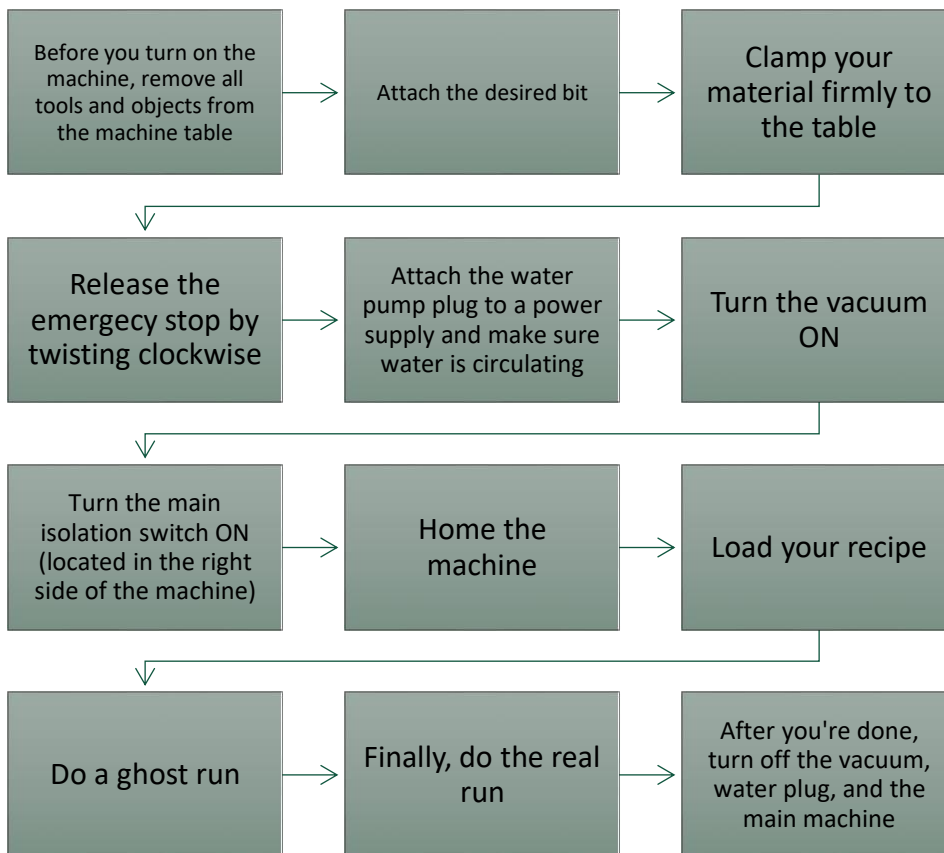 Before you turn on the
machine, remove all
tools and objects from
the machine table
Attach the desired bit
Clamp your
material firmly to
the table
Release the
emergecy stop by
twisting clockwise
Attach the water
pump plug to a power
supply and make sure
water is circulating
Turn the vacuum
ON
Turn the main
isolation switch ON
(located in the right
side of the machine)
Home the
machine
Load your recipe
Do a ghost run
Finally, do the real
run
After you're done,
turn off the vacuum,
water plug, and the
main machine